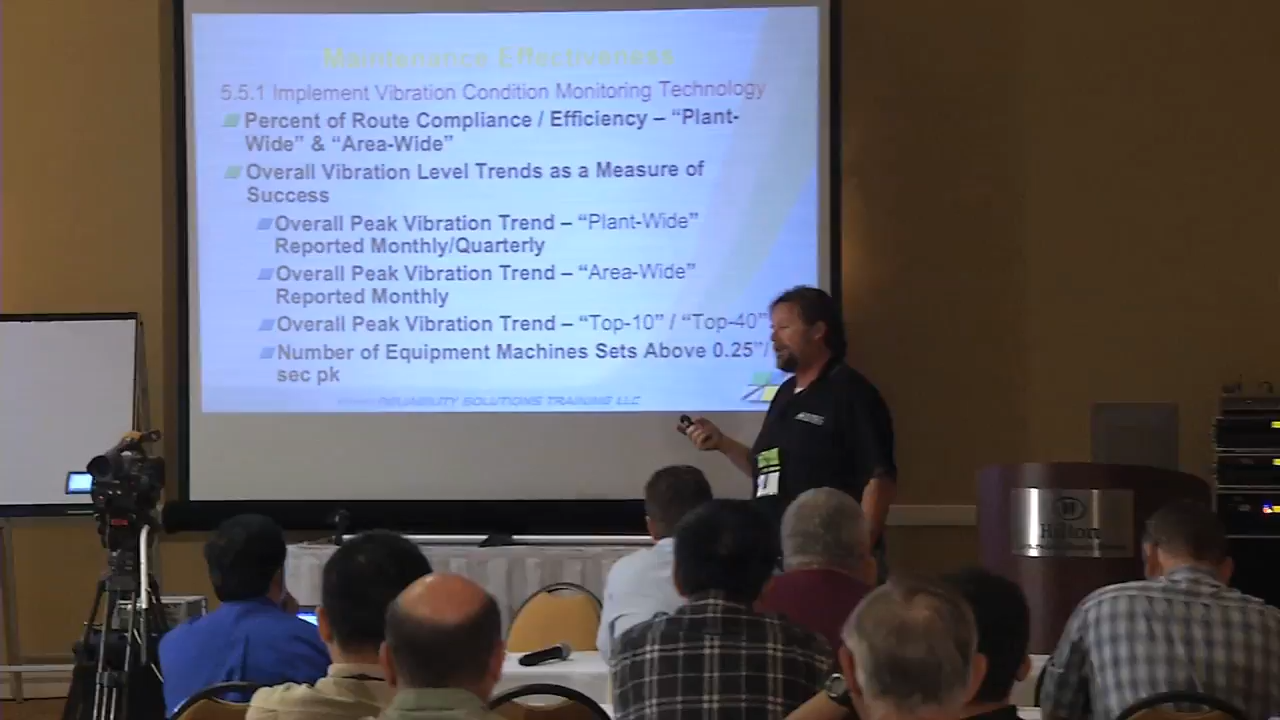 Maintenance Effectiveness
5.5.1 Implement Vibration Condition Monitoring Technology
Percent of Route Compliance / Efficiency – “Plant-
Wide” & “Area-Wide”
Overall Vibration Level Trends as a Measure of
Success
Overall Peak Vibration Trend – “Plant-Wide”
Reported Monthly/Quarterly
Overall Peak Vibration Trend – “Area-Wide”
Reported Monthly
Overall Peak Vibration Trend – “Top-10” / “Top-40”
Number of Equipment Machines Sets Above 0.25”/
sec pk
RELIABILITY SOLUTIONS TRAINING LLC
Hilton